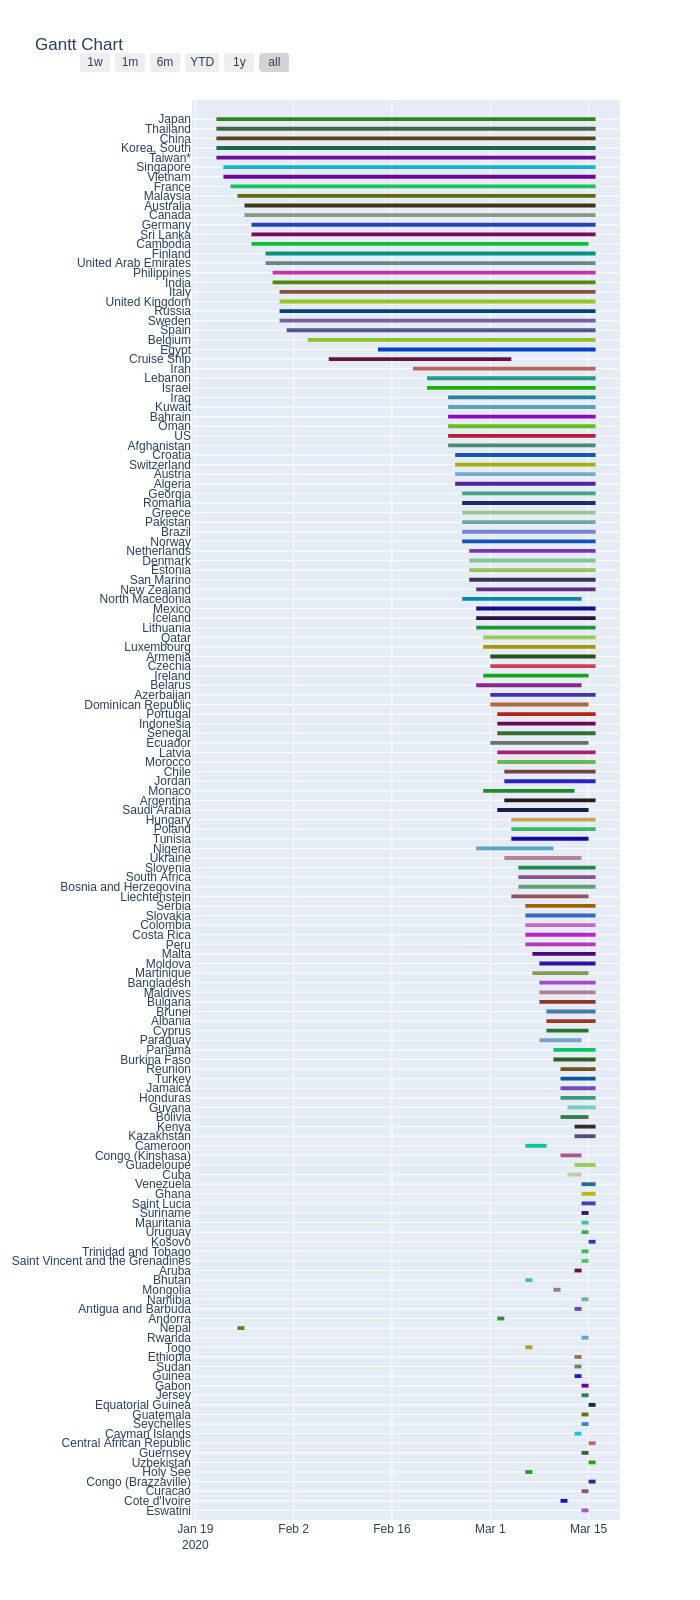 Gantt Chart
1w 1m 6m YTD 1y all
Japan
Thailand
China
Korea, South
Taiwan*
Singapore
Vietnam
France
Malaysia
Australia
Canada
Germany
Sri Lanka
Cambodia
Finland
United Arab Emirates
Philippines
India
Italy
United Kingdom
Russia
Sweden
Spain
Belgium
Egypt
Cruise Ship
Iran
Lebanon
Israel
Iraq
Kuwait
Bahrain
Oman
US
Afghanistan
Croatia
Switzerland
Austria
Algeria
Georgia
Romania
Greece
Pakistan
Brazil
Norway
Netherlands
Denmark
Estonia
San Marino
New Zealand
North Macedonia
Mexico
Iceland
Lithuania
Qatar
Luxembourg
Armenia
Czechia
Ireland
Belarus
Azerbaijan
Dominican Republic
Portugal
Indonesia
Senegal
Ecuador
Latvia
Morocco
Chile
Jordan
Monaco
Argentina
Saudi Arabia
Hungary
Poland
Tunisia
Nigeria
Ukraine
Slovenia
South Africa
Bosnia and Herzegovina
Liechtenstein
Serbia
Slovakia
Colombia
Costa Rica
Peru
Malta
Moldova
Martinique
Bangladesh
Maldives
Bulgaria
Brunei
Albania
Cyprus
Paraguay
Panama
Burkina Faso
Reunion
Turkey
Jamaica
Honduras
Guyana
Bolivia
Kenya
Kazakhstan
Cameroon
Congo (Kinshasa)
Guadeloupe
Cuba
Venezuela
Ghana
Saint Lucia
Suriname
Mauritania
Uruguay
Kosovo
Trinidad and Tobago
Saint Vincent and the Grenadines
Aruba
Bhutan
Mongolia
Namibia
Antigua and Barbuda
Andorra
Nepal
Rwanda
Togo
Ethiopia
Sudan
Guinea
Gabon
Jersey
Equatorial Guinea
Guatemala
Seychelles
Cayman Islands
Central African Republic
Guernsey
Uzbekistan
Holy See
Congo (Brazzaville)
Curacao
Cote d'Ivoire
Eswatini
Jan 19 Feb 2 Feb 16 Mar 1 Mar 15
2020